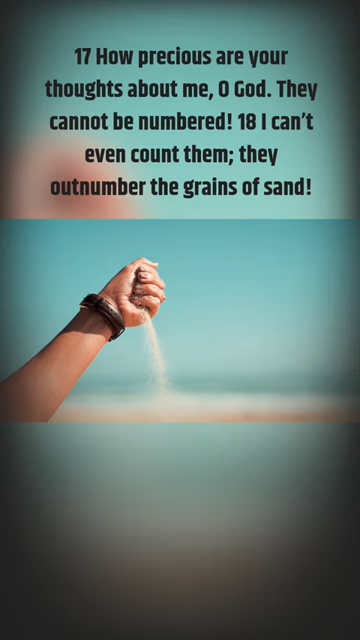 17 How precious are your
thoughts about me, O God. They
cannot be numbered! 18 I can’t
even count them; they
outnumber the grains of sand!